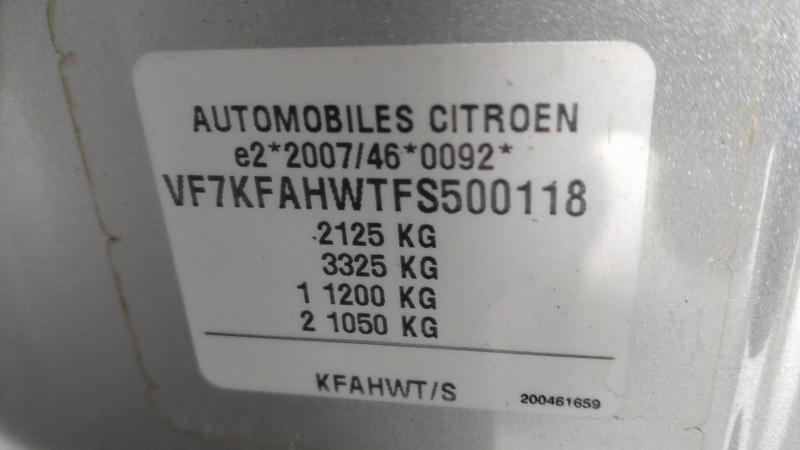 AUTOMOBILES CITROEN
e2*2007/46*0092*
VF7KFAHWTFS500118
2125 KG
3325 KG
1 1200 KG
2 1050 KG
KFAHWT/S
200461659